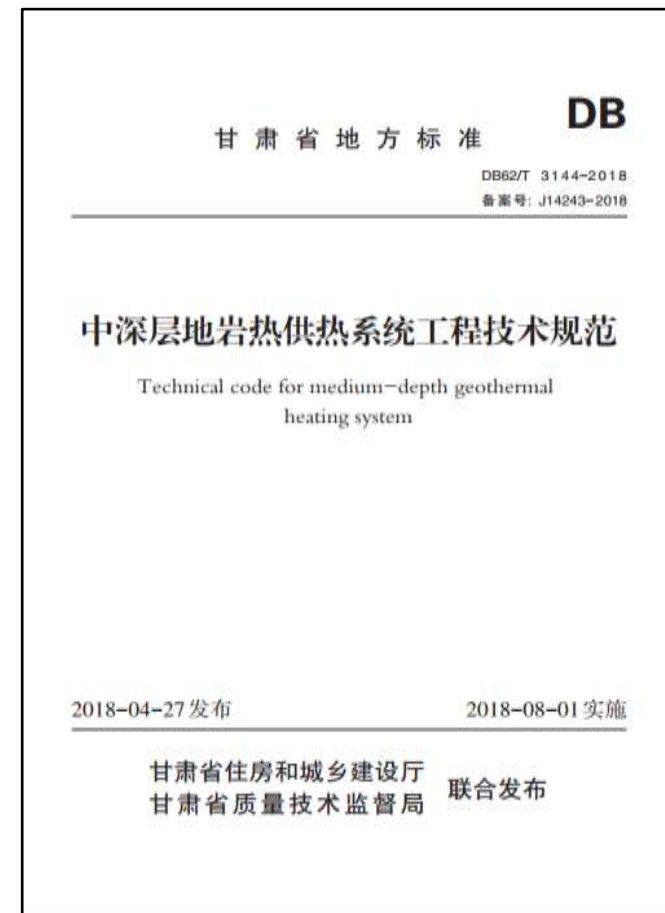 DB
甘肃省地方标准
DB62/T 3144-2018
备案号: J14243-2018
中深层地岩热供热系统工程技术规范
Technical code for medium-depth geothermal
heating system
2018-04-27发布
2018-08-01实施
甘肃省住房和城乡建设厅
甘肃省质量技术监督局
联合发布